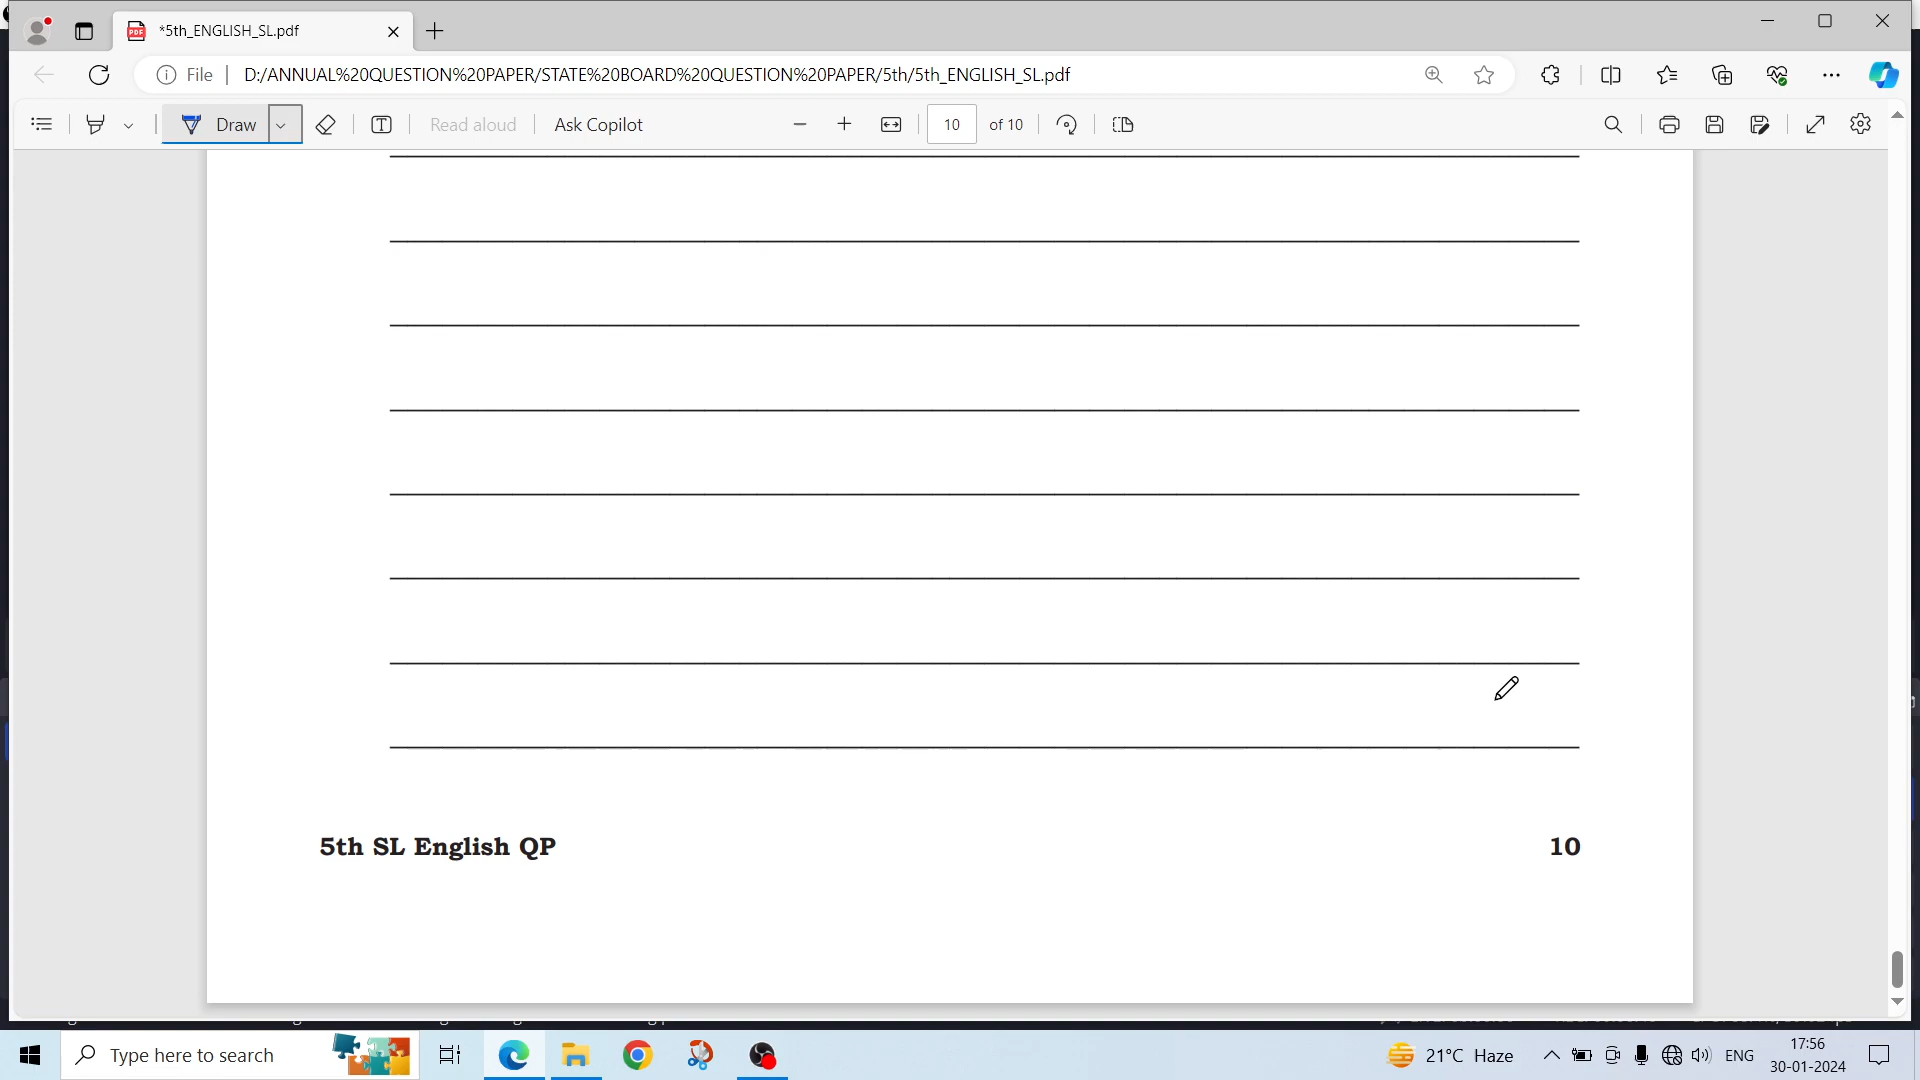 *5th_ENGLISH_SL.pdf
File D:/ANNUAL%20QUESTION%20PAPER/STATE%20BOARD%20QUESTION%20PAPER/5th/5th_ENGLISH_SL.pdf
Draw Read aloud Ask Copilot 10 of 10
5th SL English QP 10
Type here to search 21°C Haze ENG 17:56
30-01-2024